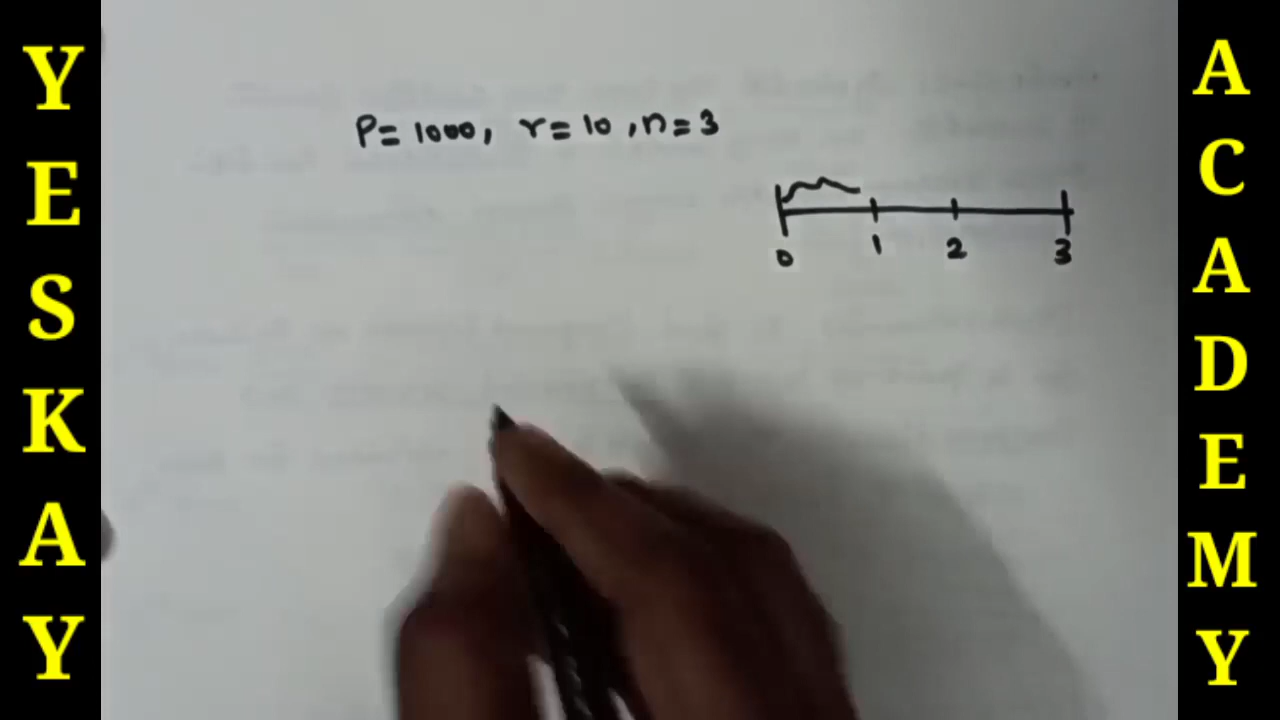 YESKAY
P = 1000, r = 10, n = 3
0 1 2 3
ACADEMY